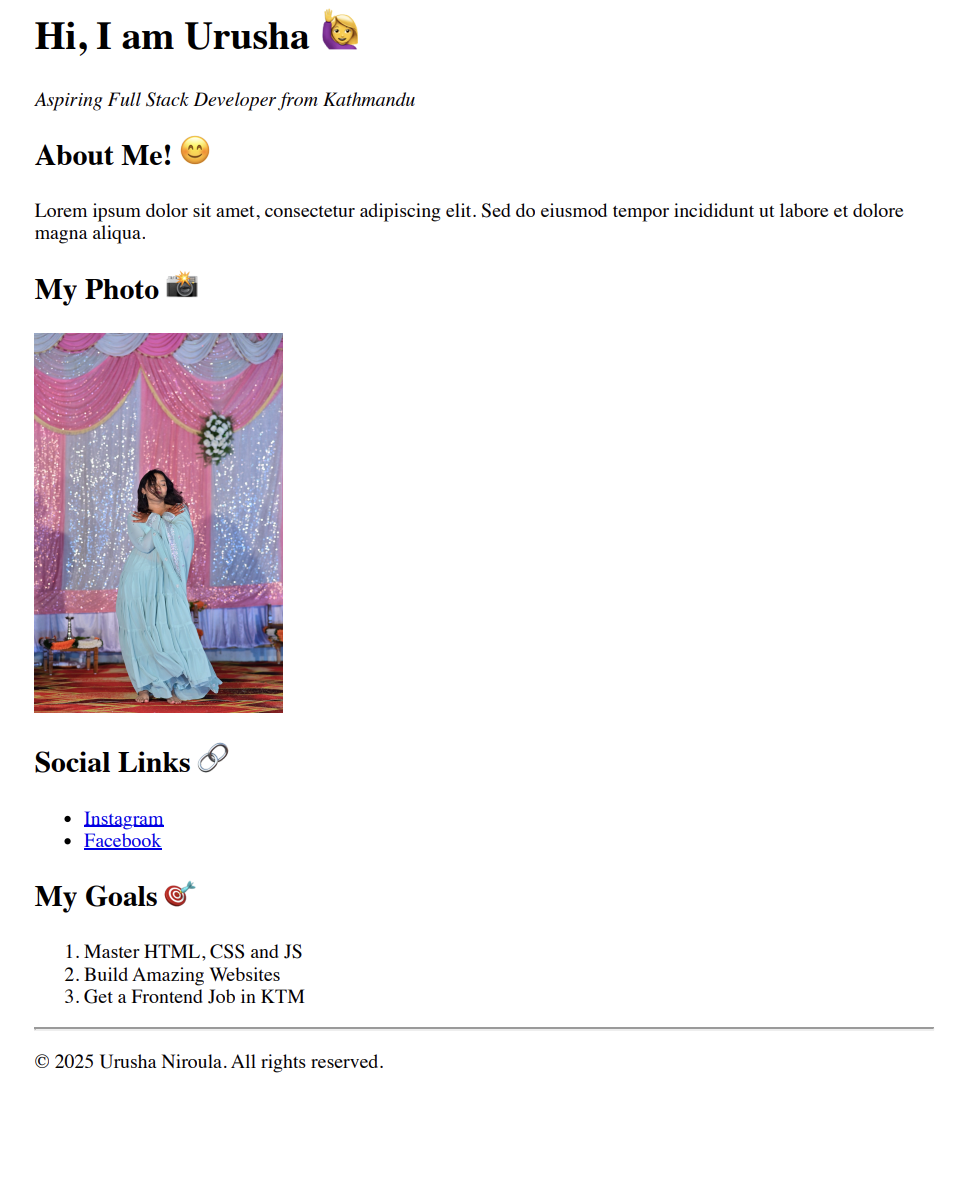 Hi, I am Urusha 🙋‍♀️
Aspiring Full Stack Developer from Kathmandu
About Me! 😊
Lorem ipsum dolor sit amet, consectetur adipiscing elit. Sed do eiusmod tempor incididunt ut labore et dolore
magna aliqua.
My Photo 📸
Social Links 🔗
• Instagram
• Facebook
My Goals 🎯
1. Master HTML, CSS and JS
2. Build Amazing Websites
3. Get a Frontend Job in KTM
© 2025 Urusha Niroula. All rights reserved.